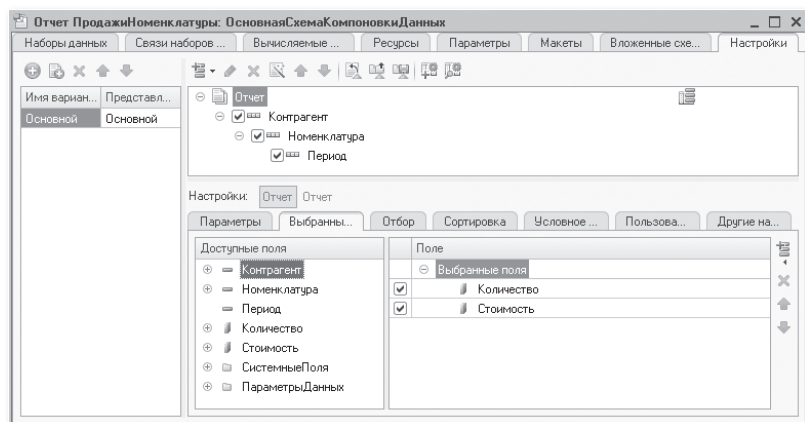 Отчет ПродажиНоменклатуры: ОсновнаяСхемаКомпоновкиДанных
Наборы данных Связи наборов ... Вычисляемые ... Ресурсы Параметры Макеты Вложенные схе... Настройки
Имя вариан... Представл...
Основной Основной
Отчет
Контрагент
Номенклатура
Период
Настройки: Отчет Отчет
Параметры Выбранны... Отбор Сортировка Условное ... Пользова... Другие на...
Доступные поля
Контрагент
Номенклатура
Период
Количество
Стоимость
СистемныеПоля
ПараметрыДанных
Поле
Выбранные поля
Количество
Стоимость